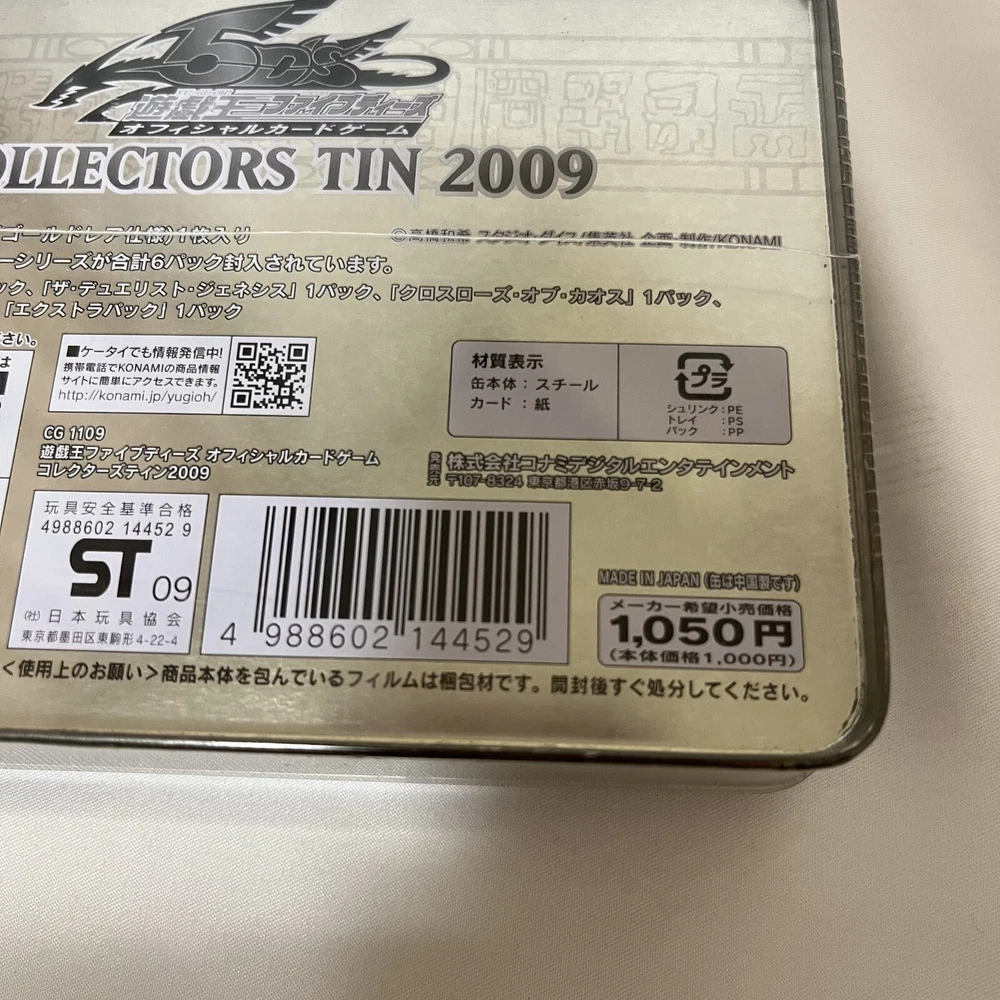 5D's
YU-GI-OH!
遊戯王ファイブディーズ
オフィシャルカードゲーム
OLLECTORS TIN 2009
(ゴールドレア仕様)1枚入り
©高橋和希 スタジオ・ダイス/集英社 企画・制作/KONAMI
ーシリーズが合計6パック封入されています。
ック、「ザ・デュエリスト・ジェネシス」1パック、「クロスローズ・オブ・カオス」1パック、
「エクストラパック」1パック
さい。
は
■ケータイでも情報発信中!
携帯電話でKONAMIの商品情報
サイトに簡単にアクセスできます。
http://konami.jp/yugioh/
材質表示
缶本体:スチール
カード:紙
プラ
シュリンク:PE
トレイ:PS
パック:PP
CG 1109
遊戯王ファイブディーズ オフィシャルカードゲーム
コレクターズティン2009
発売元 株式会社コナミデジタルエンタテインメント
〒107-8324 東京都港区赤坂9-7-2
玩具安全基準合格
4988602 14452 9
ST 09
(社)日本玩具協会
東京都墨田区東駒形4-22-4
4 988602 144529
MADE IN JAPAN (缶は中国製です)
メーカー希望小売価格
1,050円
(本体価格1,000円)
<使用上のお願い>商品本体を包んでいるフィルムは梱包材です。開封後すぐ処分してください。